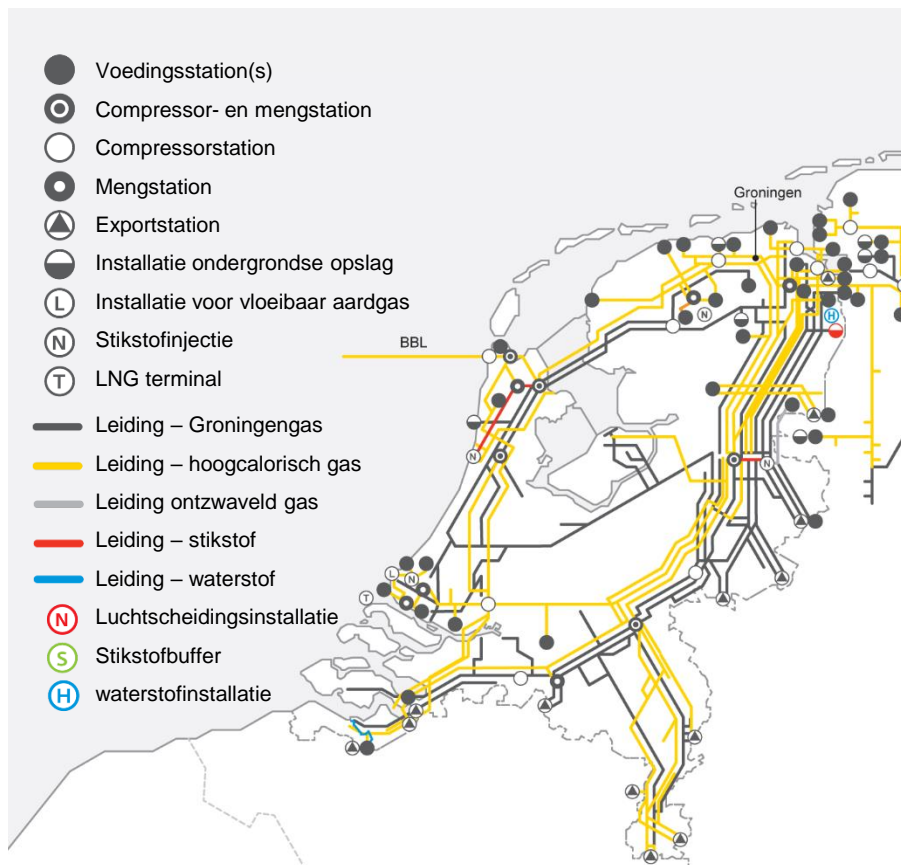 Voedingsstation(s)
Compressor- en mengstation
Compressorstation
Mengstation
Exportstation
Installatie ondergrondse opslag
L Installatie voor vloeibaar aardgas
N Stikstofinjectie
T LNG terminal
Leiding – Groningengas
Leiding – hoogcalorisch gas
Leiding ontzwaveld gas
Leiding – stikstof
Leiding – waterstof
N Luchtscheidingsinstallatie
S Stikstofbuffer
H waterstofinstallatie
Groningen
N
H
BBL
N
N
L
N
T